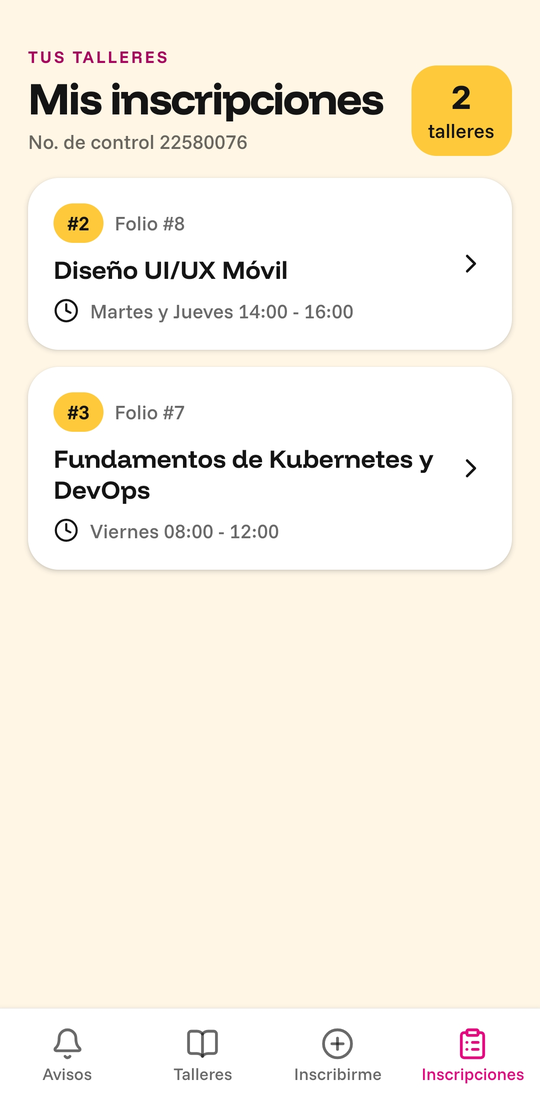 TUS TALLERES
Mis inscripciones
No. de control 22580076
2
talleres
#2 Folio #8
Diseño UI/UX Móvil
Martes y Jueves 14:00 - 16:00
#3 Folio #7
Fundamentos de Kubernetes y
DevOps
Viernes 08:00 - 12:00
Avisos Talleres Inscribirme Inscripciones